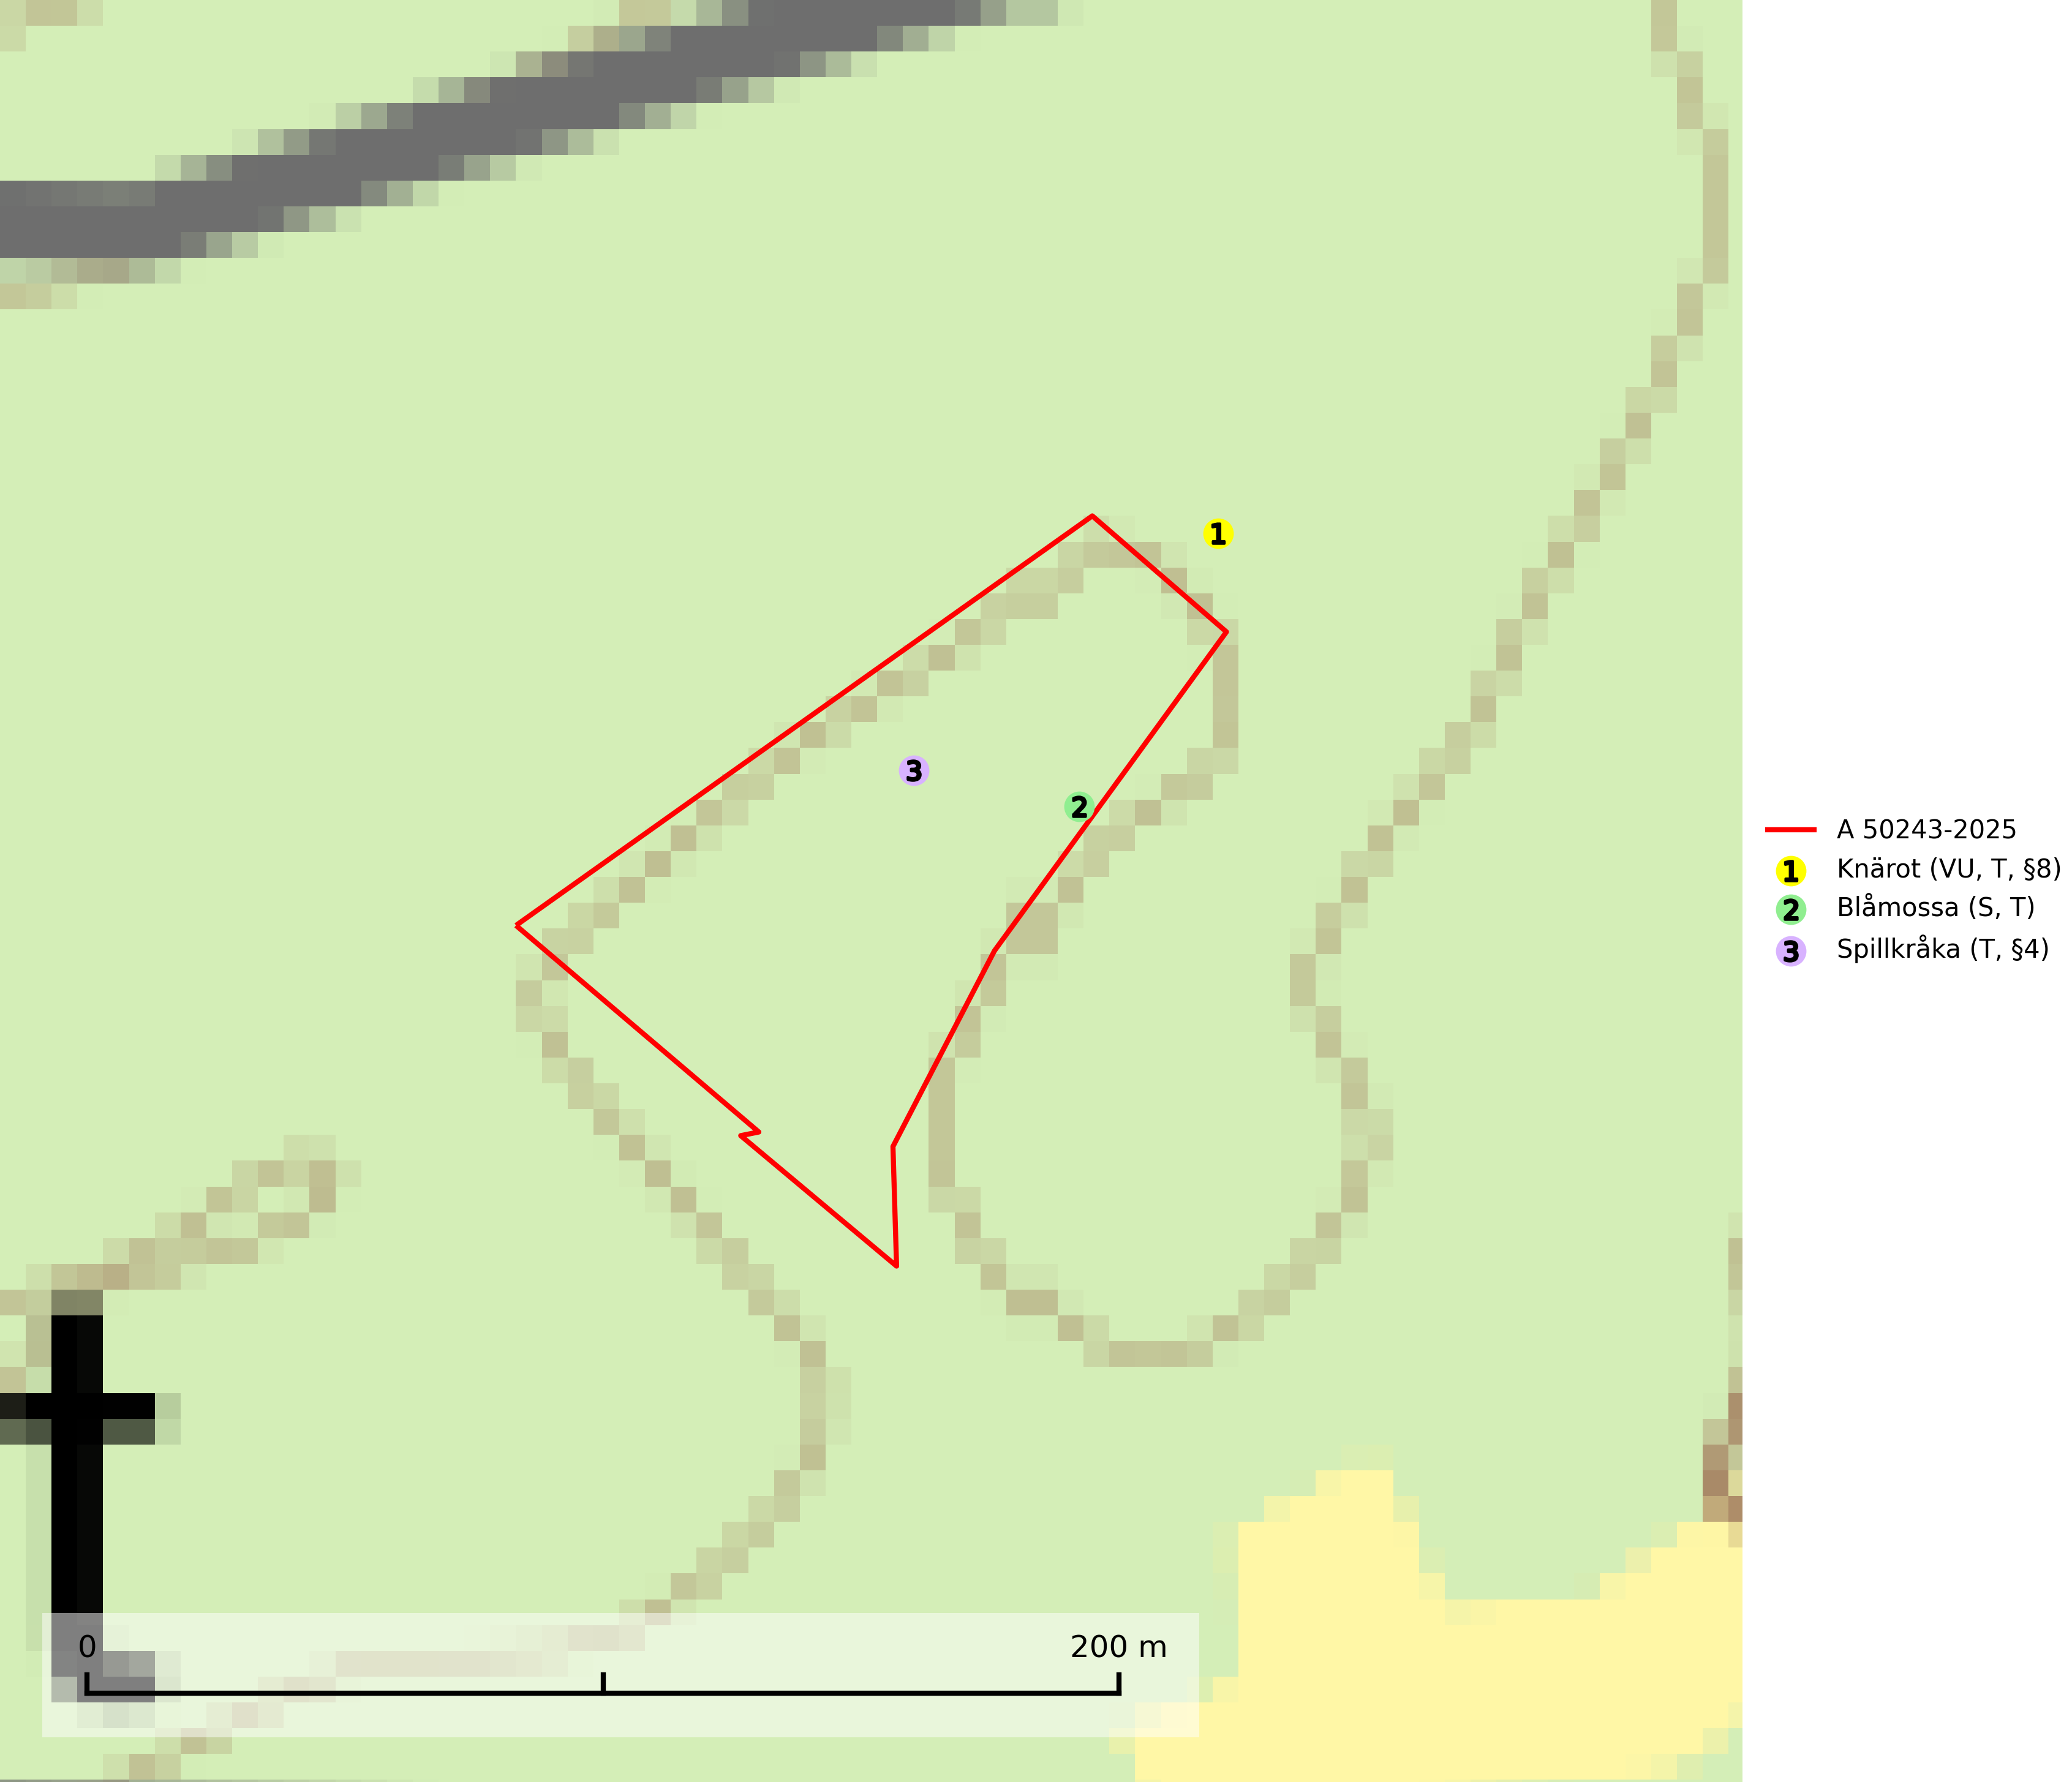 1
3
2
A 50243-2025
1 Knärot (VU, T, §8)
2 Blåmossa (S, T)
3 Spillkråka (T, §4)
0 200 m